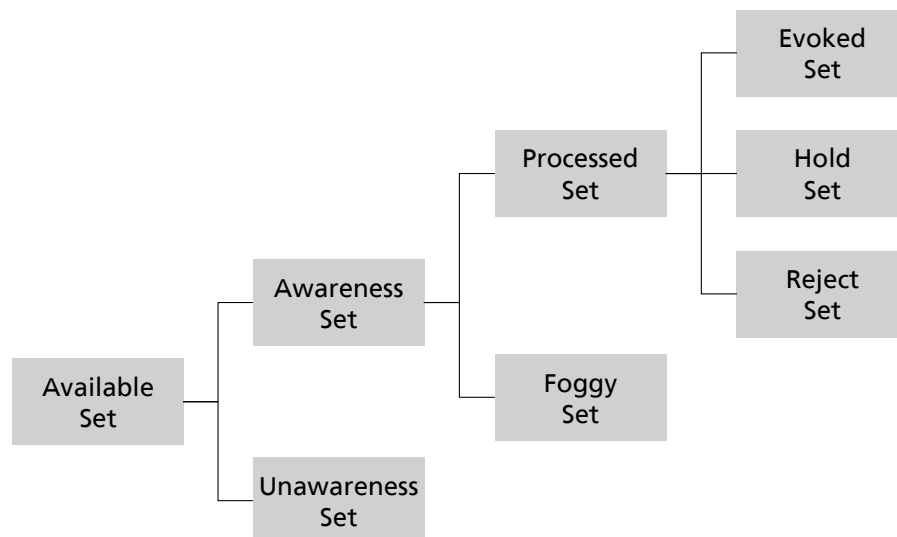 Evoked
Set
Processed
Set
Hold
Set
Awareness
Set
Reject
Set
Available
Set
Foggy
Set
Unawareness
Set